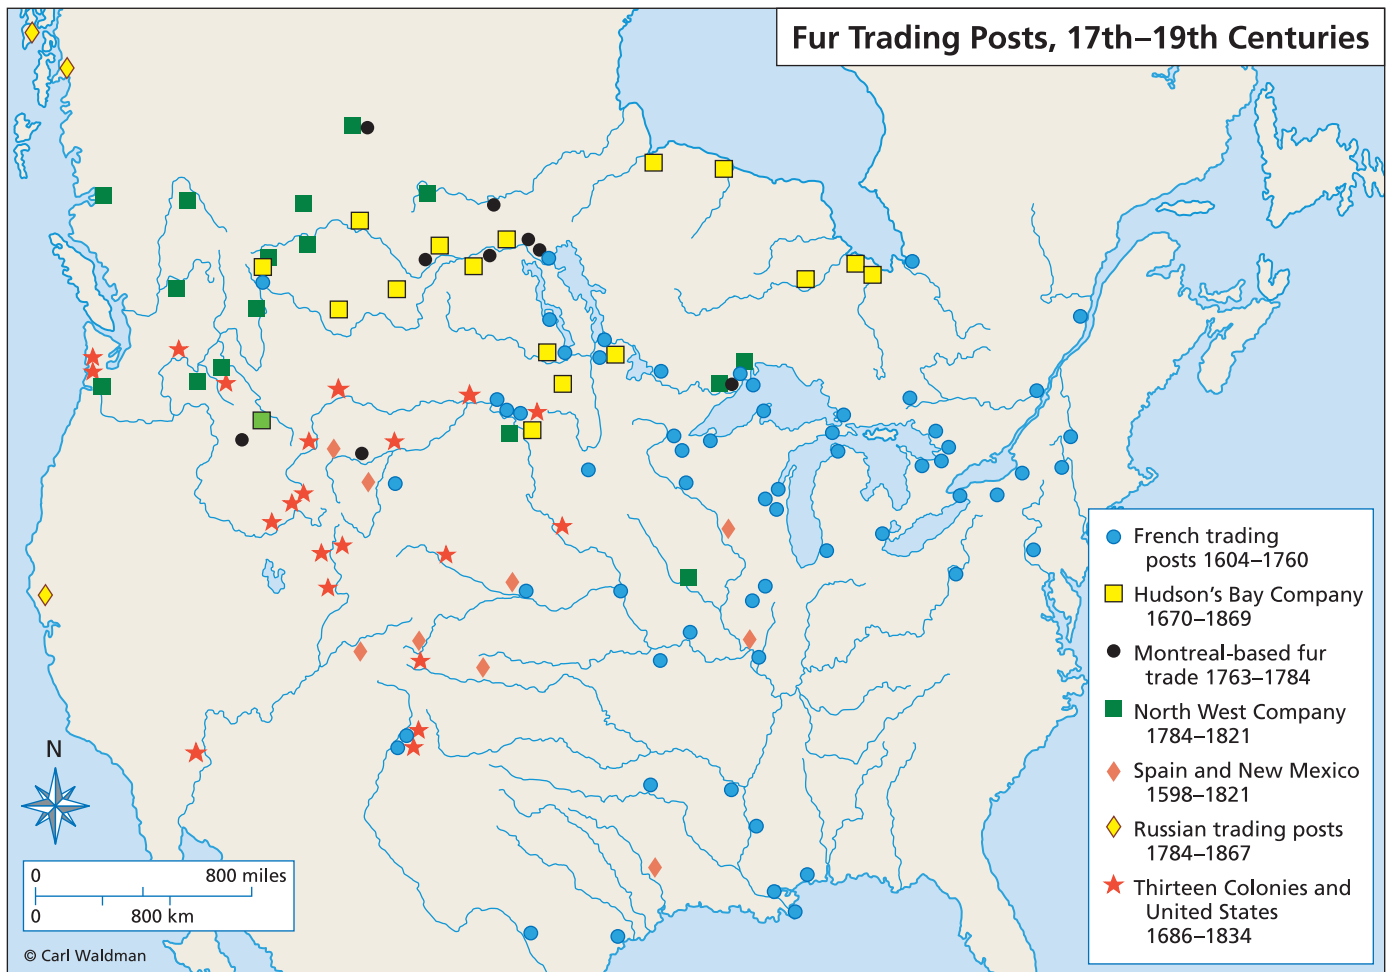 Fur Trading Posts, 17th–19th Centuries
French trading
posts 1604–1760
Hudson's Bay Company
1670–1869
Montreal-based fur
trade 1763–1784
North West Company
1784–1821
Spain and New Mexico
1598–1821
Russian trading posts
1784–1867
Thirteen Colonies and
United States
1686–1834
N
0 800 miles
0 800 km
© Carl Waldman